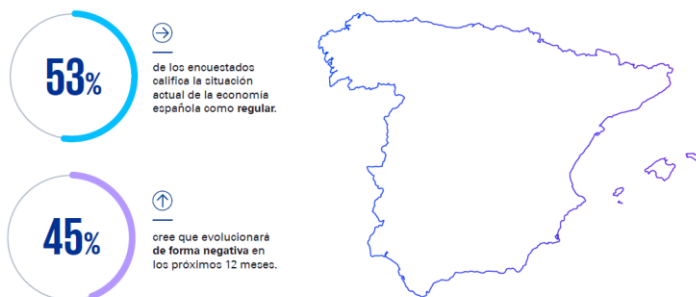 53%
de los encuestados
califica la situación
actual de la economía
española como regular.
45%
cree que evolucionará
de forma negativa en
los próximos 12 meses.